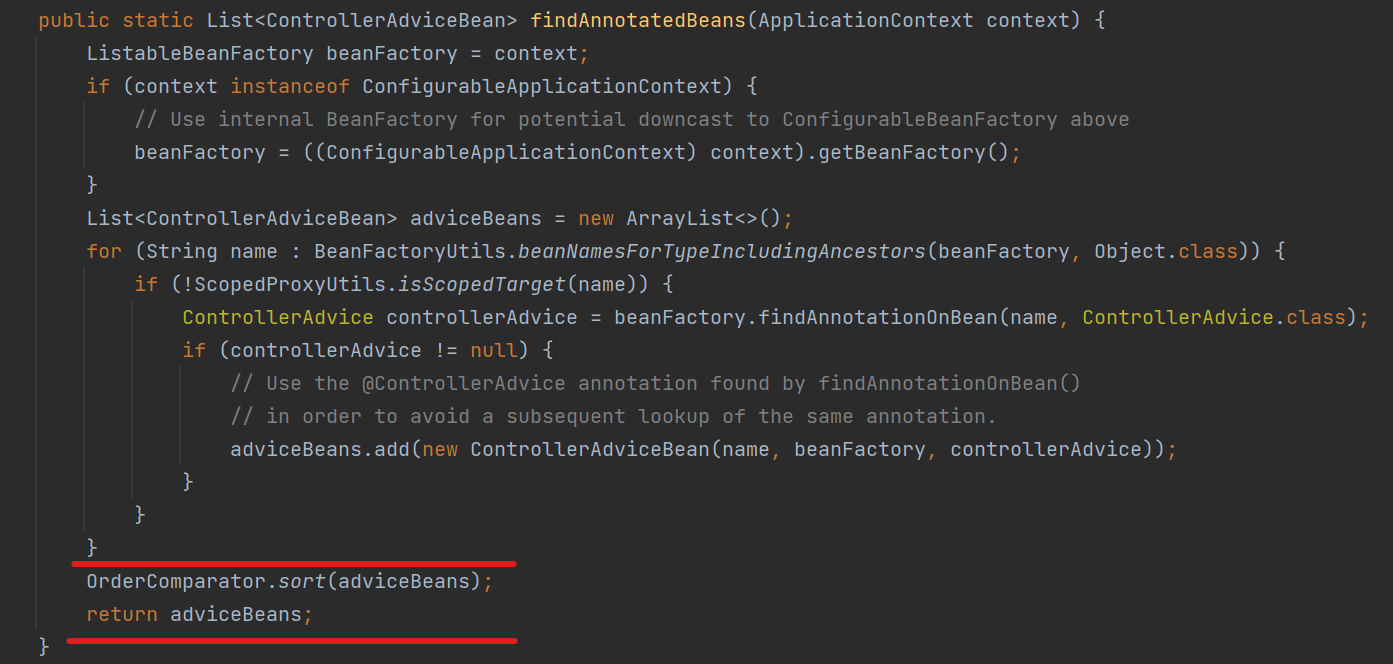 public static List<ControllerAdviceBean> findAnnotatedBeans(ApplicationContext context) {
    ListableBeanFactory beanFactory = context;
    if (context instanceof ConfigurableApplicationContext) {
        // Use internal BeanFactory for potential downcast to ConfigurableBeanFactory above
        beanFactory = ((ConfigurableApplicationContext) context).getBeanFactory();
    }
    List<ControllerAdviceBean> adviceBeans = new ArrayList<>();
    for (String name : BeanFactoryUtils.beanNamesForTypeIncludingAncestors(beanFactory, Object.class)) {
        if (!ScopedProxyUtils.isScopedTarget(name)) {
            ControllerAdvice controllerAdvice = beanFactory.findAnnotationOnBean(name, ControllerAdvice.class);
            if (controllerAdvice != null) {
                // Use the @ControllerAdvice annotation found by findAnnotationOnBean()
                // in order to avoid a subsequent lookup of the same annotation.
                adviceBeans.add(new ControllerAdviceBean(name, beanFactory, controllerAdvice));
            }
        }
    }
    OrderComparator.sort(adviceBeans);
    return adviceBeans;
}